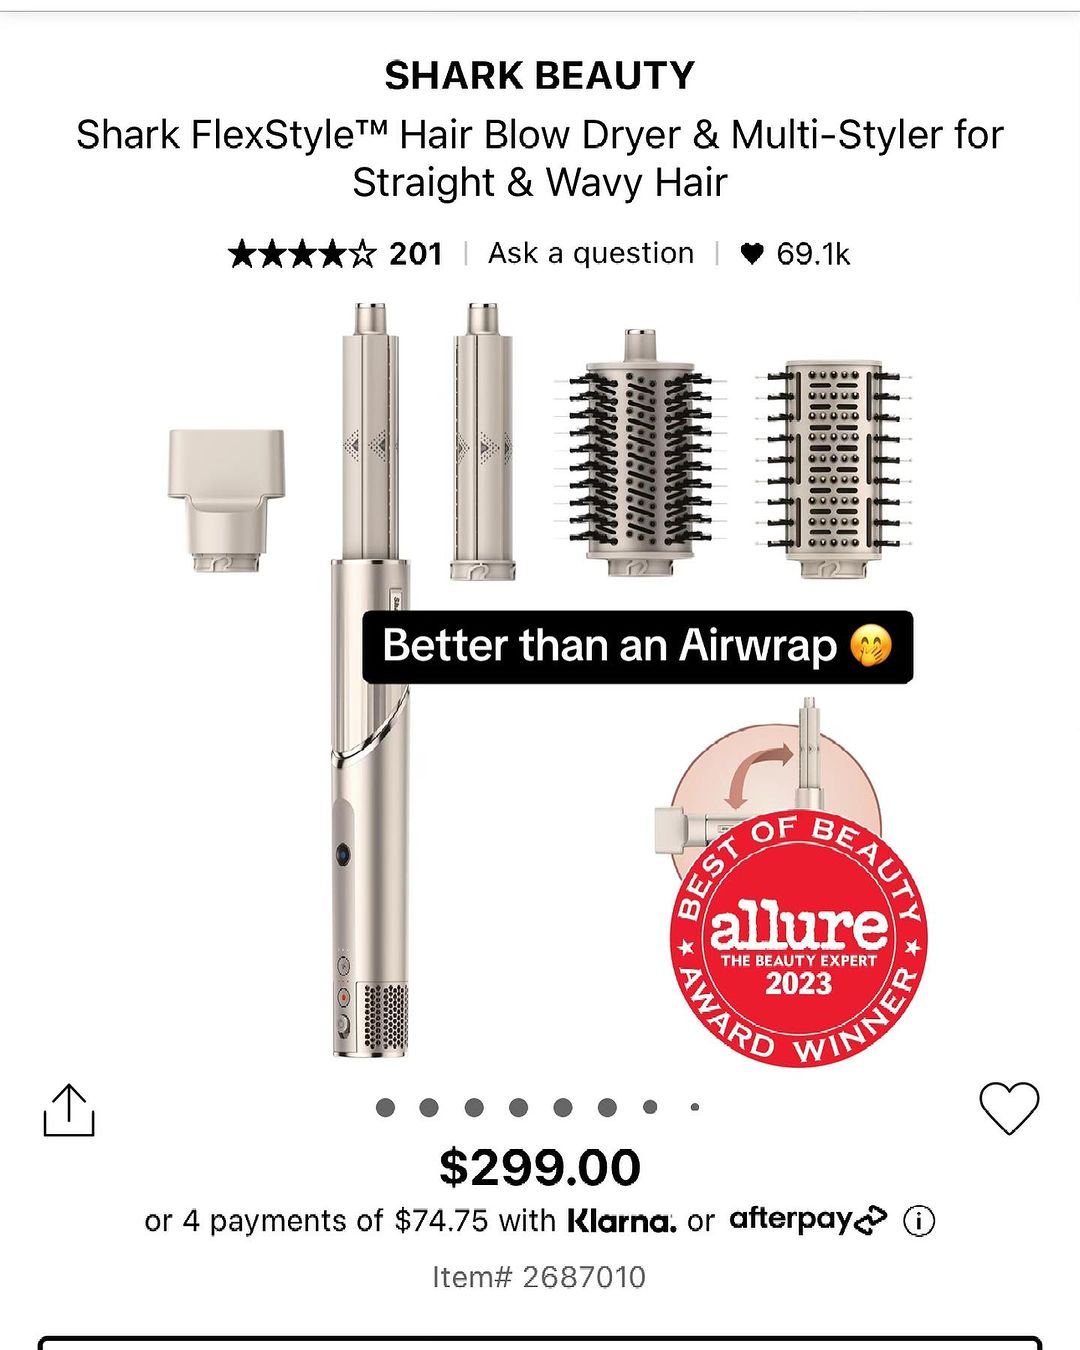 SHARK BEAUTY
Shark FlexStyle™ Hair Blow Dryer & Multi-Styler for
Straight & Wavy Hair
★★★★☆ 201 | Ask a question | ♥ 69.1k
Better than an Airwrap 🤭
BEST OF BEAUTY
allure
THE BEAUTY EXPERT
2023
AWARD WINNER
$299.00
or 4 payments of $74.75 with Klarna. or afterpay
Item# 2687010